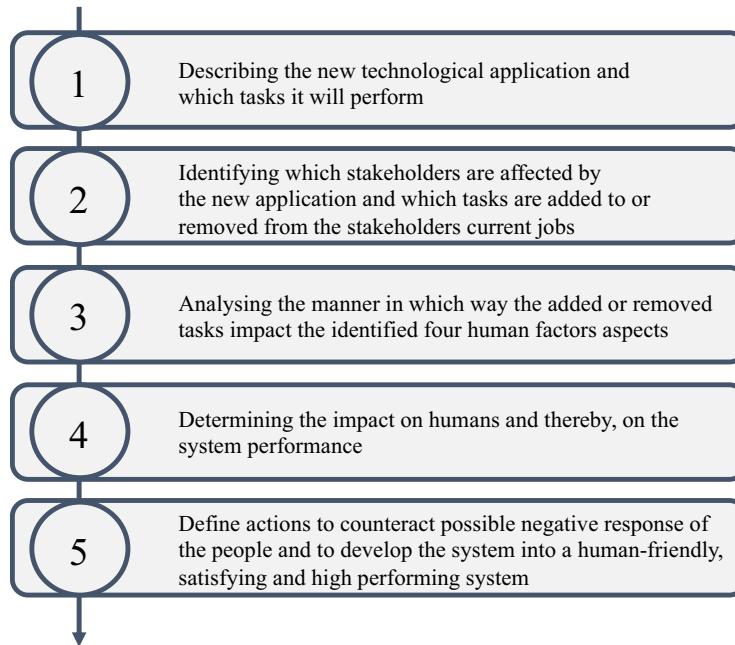 1
Describing the new technological application and
which tasks it will perform
2
Identifying which stakeholders are affected by
the new application and which tasks are added to or
removed from the stakeholders current jobs
3
Analysing the manner in which way the added or removed
tasks impact the identified four human factors aspects
4
Determining the impact on humans and thereby, on the
system performance
5
Define actions to counteract possible negative response of
the people and to develop the system into a human-friendly,
satisfying and high performing system